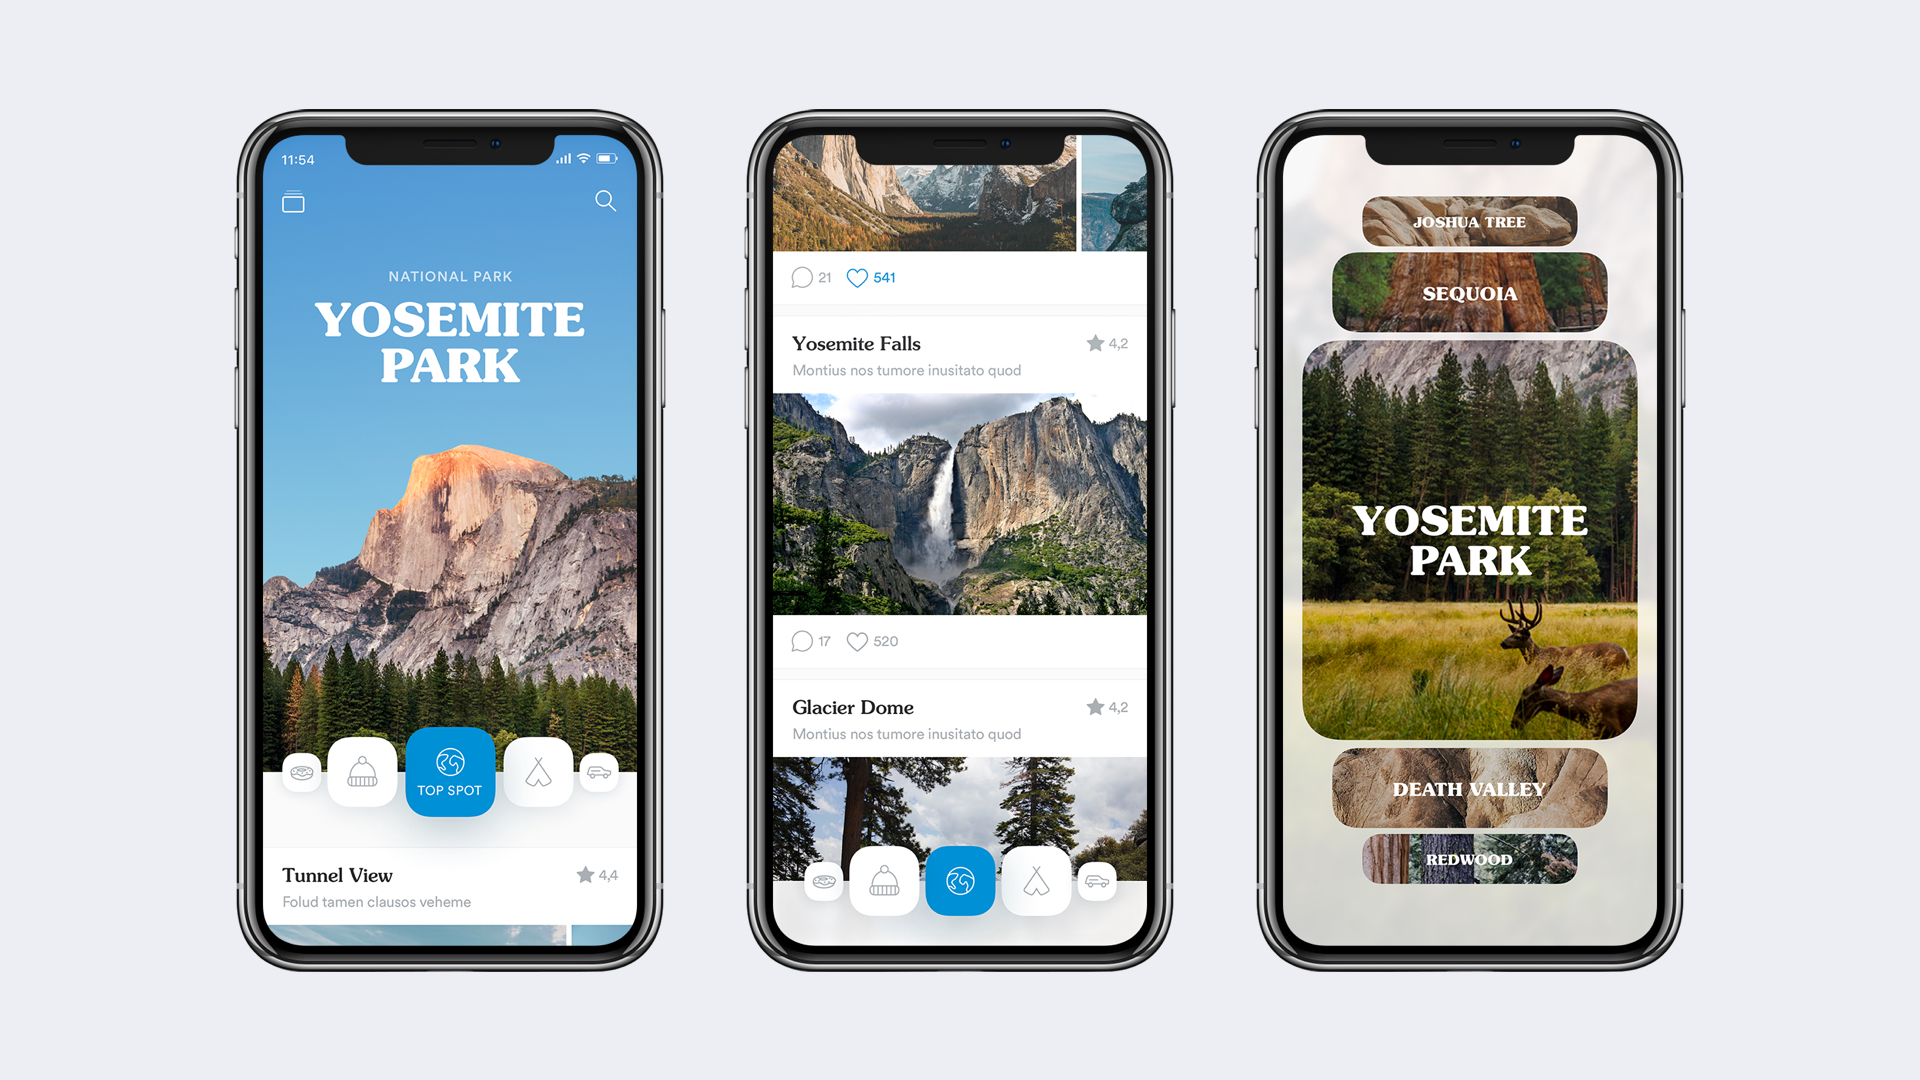 11:54
NATIONAL PARK
YOSEMITE
PARK
TOP SPOT
Tunnel View
4,4
Folud tamen clausos veheme
21
541
Yosemite Falls
4,2
Montius nos tumore inusitato quod
17
520
Glacier Dome
4,2
Montius nos tumore inusitato quod
JOSHUA TREE
SEQUOIA
YOSEMITE
PARK
DEATH VALLEY
REDWOOD